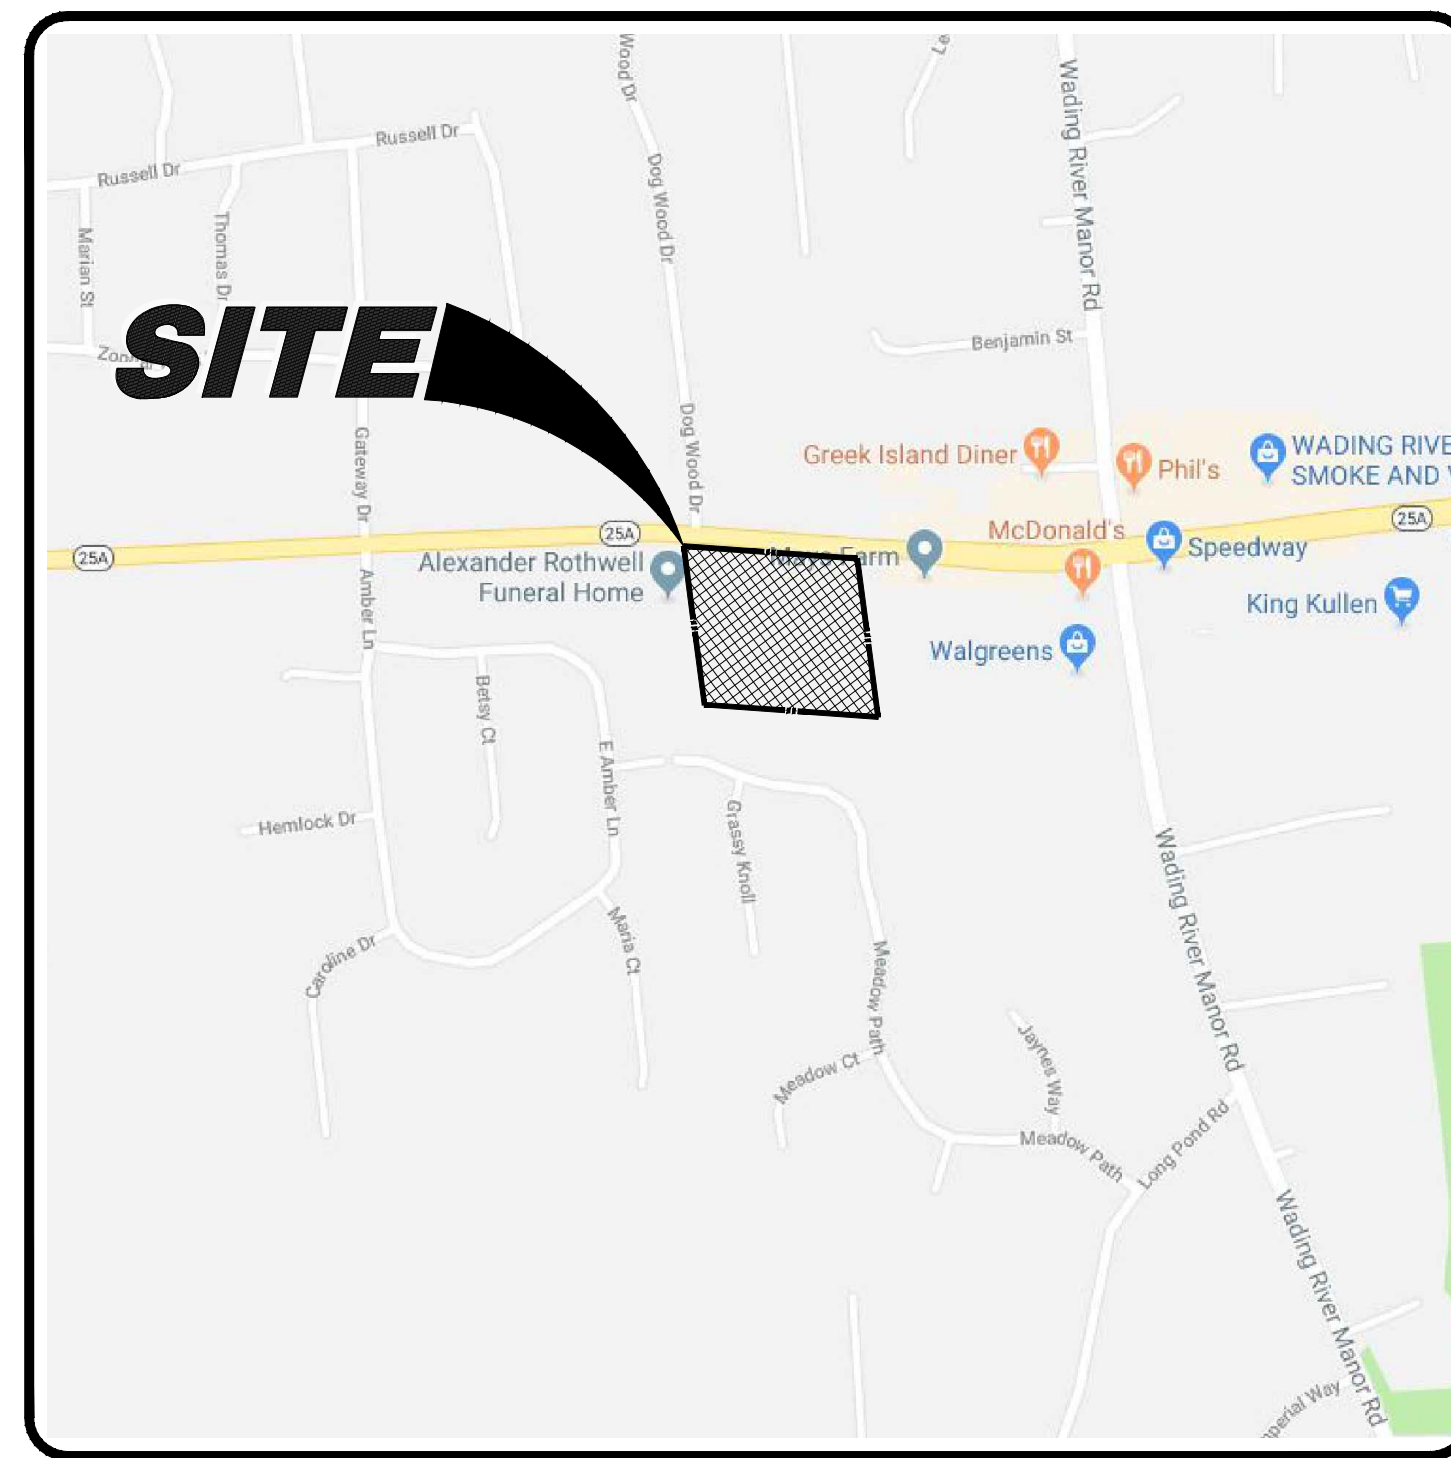 Wood Dr
Le
Wading River Manor Rd
Russell Dr
Russell Dr
Dog Wood Dr
Thomas Dr
Marian St
SITE
Benjamin St
Dog Wood Dr
Gateway Dr
Greek Island Diner
Phil's
WADING RIVE
SMOKE AND
25A
25A
25A
McDonald's
Speedway
Alexander Rothwell
Funeral Home
Farm
Amber Ln
King Kullen
Walgreens
Betsy Ct
E Amber Ln
Hemlock Dr
Grassy Knoll
Wading River Manor Rd
Maria Ct
Caroline Dr
Meadow Path
Meadow Ct
Jaynes Way
Meadow Path
Long Pond Rd
Wading River Manor Rd
perial Way